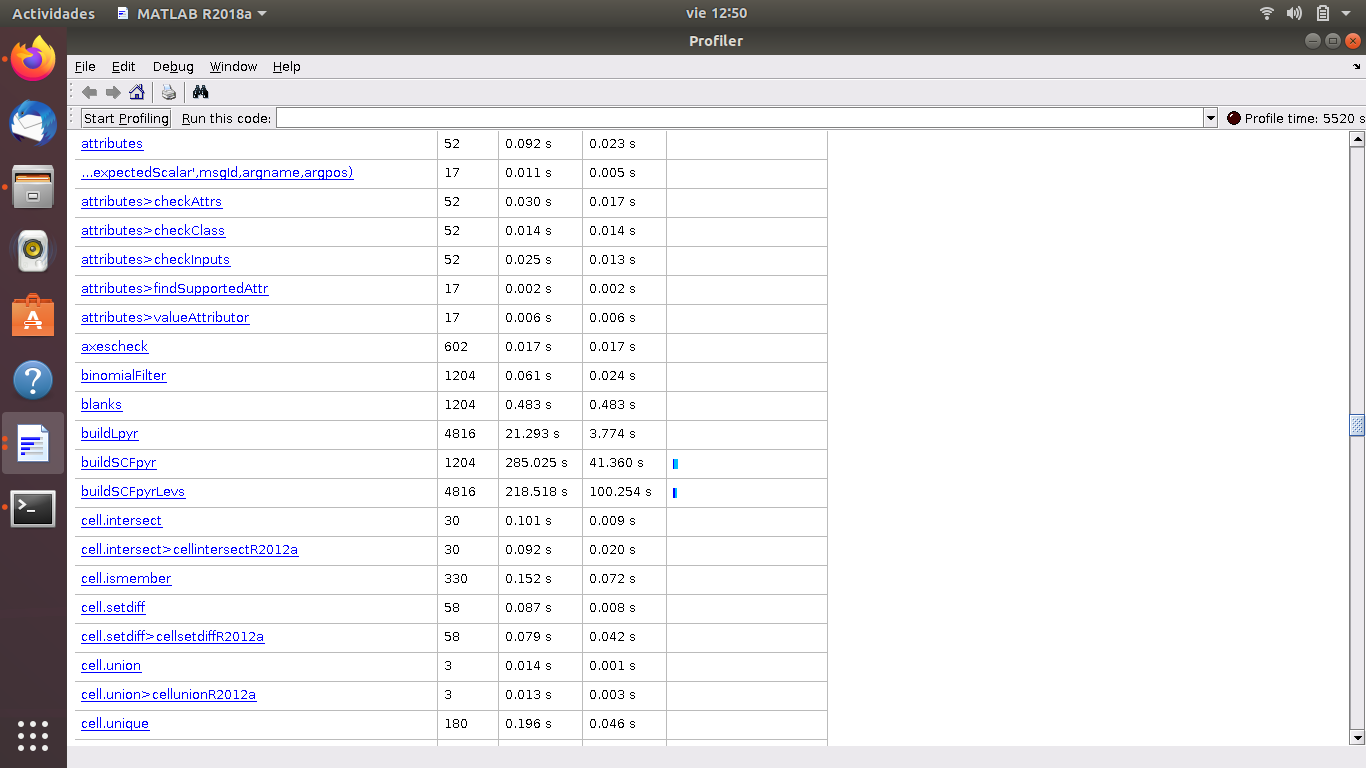 Actividades MATLAB R2018a vie 12:50
Profiler
File Edit Debug Window Help
Start Profiling Run this code: Profile time: 5520 s
attributes 52 0.092 s 0.023 s
...expectedScalar',msgId,argname,argpos) 17 0.011 s 0.005 s
attributes>checkAttrs 52 0.030 s 0.017 s
attributes>checkClass 52 0.014 s 0.014 s
attributes>checkInputs 52 0.025 s 0.013 s
attributes>findSupportedAttr 17 0.002 s 0.002 s
attributes>valueAttributor 17 0.006 s 0.006 s
axescheck 602 0.017 s 0.017 s
binomialFilter 1204 0.061 s 0.024 s
blanks 1204 0.483 s 0.483 s
buildLpyr 4816 21.293 s 3.774 s
buildSCFpyr 1204 285.025 s 41.360 s
buildSCFpyrLevs 4816 218.518 s 100.254 s
cell.intersect 30 0.101 s 0.009 s
cell.intersect>cellintersectR2012a 30 0.092 s 0.020 s
cell.ismember 330 0.152 s 0.072 s
cell.setdiff 58 0.087 s 0.008 s
cell.setdiff>cellsetdiffR2012a 58 0.079 s 0.042 s
cell.union 3 0.014 s 0.001 s
cell.union>cellunionR2012a 3 0.013 s 0.003 s
cell.unique 180 0.196 s 0.046 s